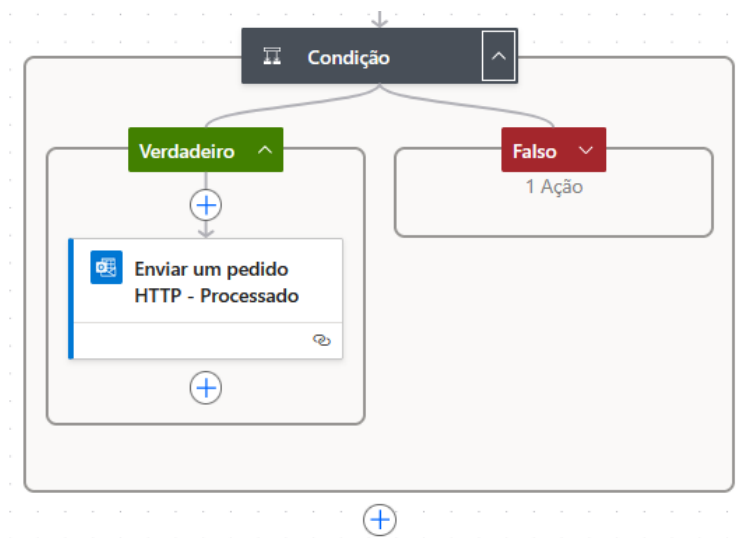 Condição
Verdadeiro
Falso
1 Ação
Enviar um pedido
HTTP - Processado